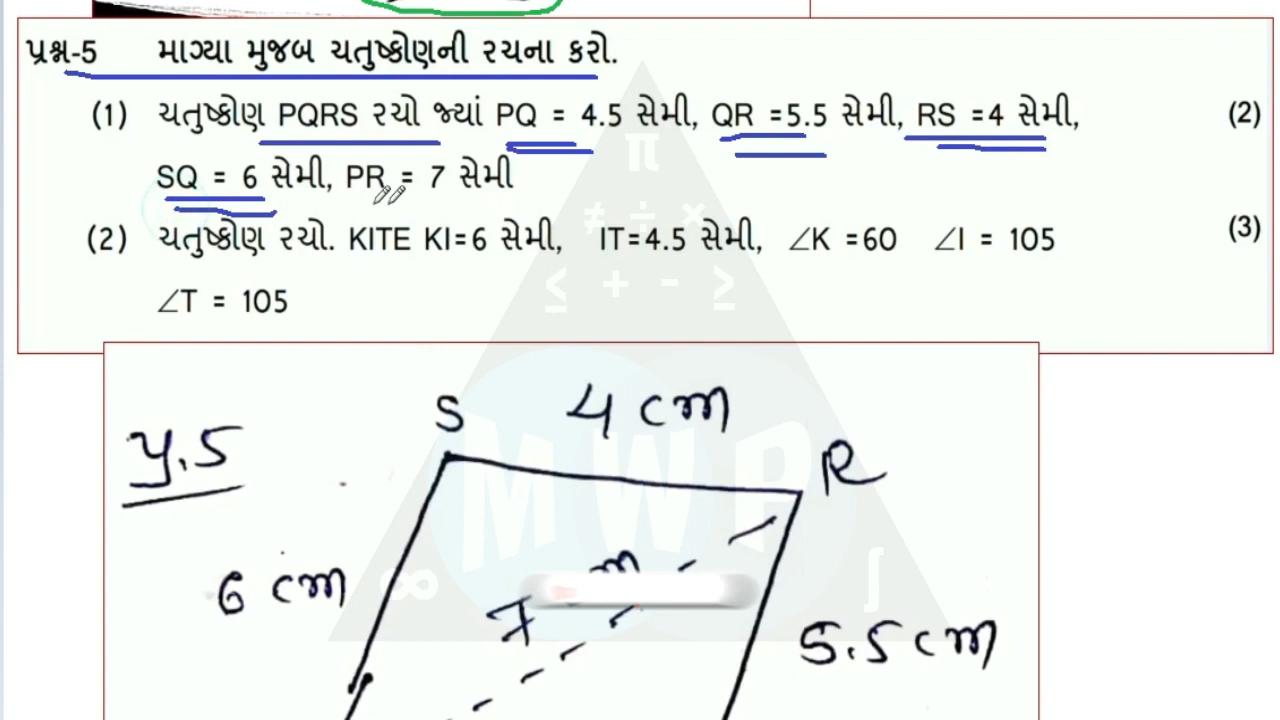 પ્રશ્ન-5 માગ્યા મુજબ ચતુષ્કોણની રચના કરો.
(1) ચતુષ્કોણ PQRS રચો જ્યાં PQ = 4.5 સેમી, QR =5.5 સેમી, RS =4 સેમી, (2)
SQ = 6 સેમી, PR = 7 સેમી
(2) ચતુષ્કોણ રચો. KITE KI=6 સેમી, IT=4.5 સેમી, ∠K =60 ∠I = 105 (3)
∠T = 105
π
≠ ÷ ×
≤ + - ≥
S 4 cm R
પ્ર.5
MWP
∞ ∫
6 cm
7
5.5 cm